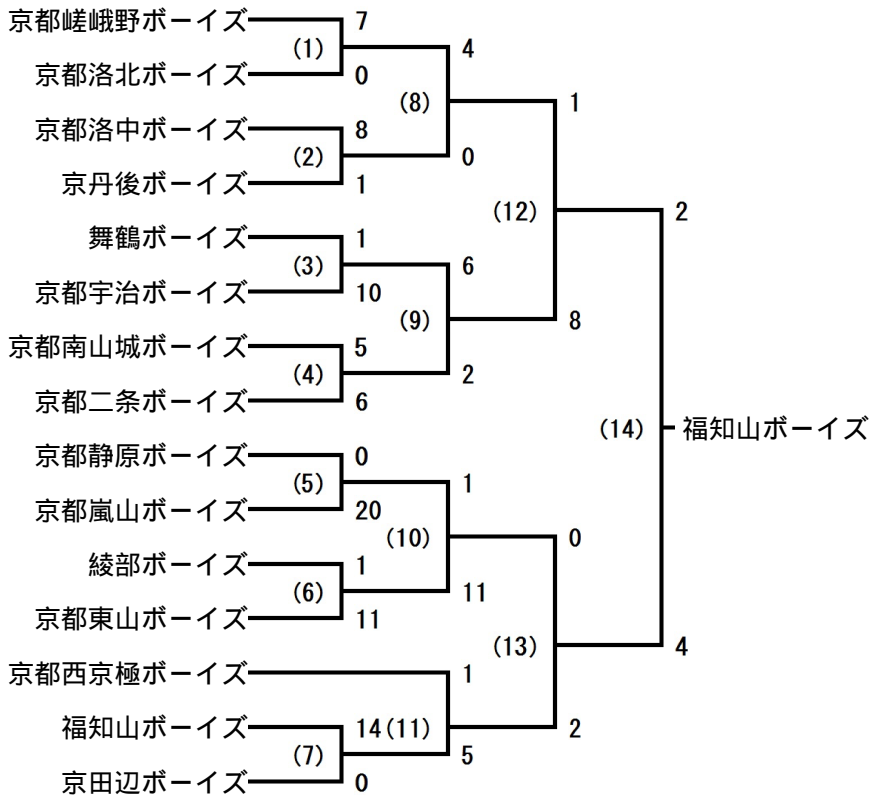 京都嵯峨野ボーイズ 7
(1) 4
京都洛北ボーイズ 0
(8) 1
京都洛中ボーイズ 8
(2) 0
京丹後ボーイズ 1
(12) 2
舞鶴ボーイズ 1
(3) 6
京都宇治ボーイズ 10
(9) 8
京都南山城ボーイズ 5
(4) 2
京都二条ボーイズ 6
(14) 福知山ボーイズ
京都静原ボーイズ 0
(5) 1
京都嵐山ボーイズ 20
(10) 0
綾部ボーイズ 1
(6) 11
京都東山ボーイズ 11
(13) 4
京都西京極ボーイズ 1
福知山ボーイズ 14 (11) 2
(7) 5
京田辺ボーイズ 0